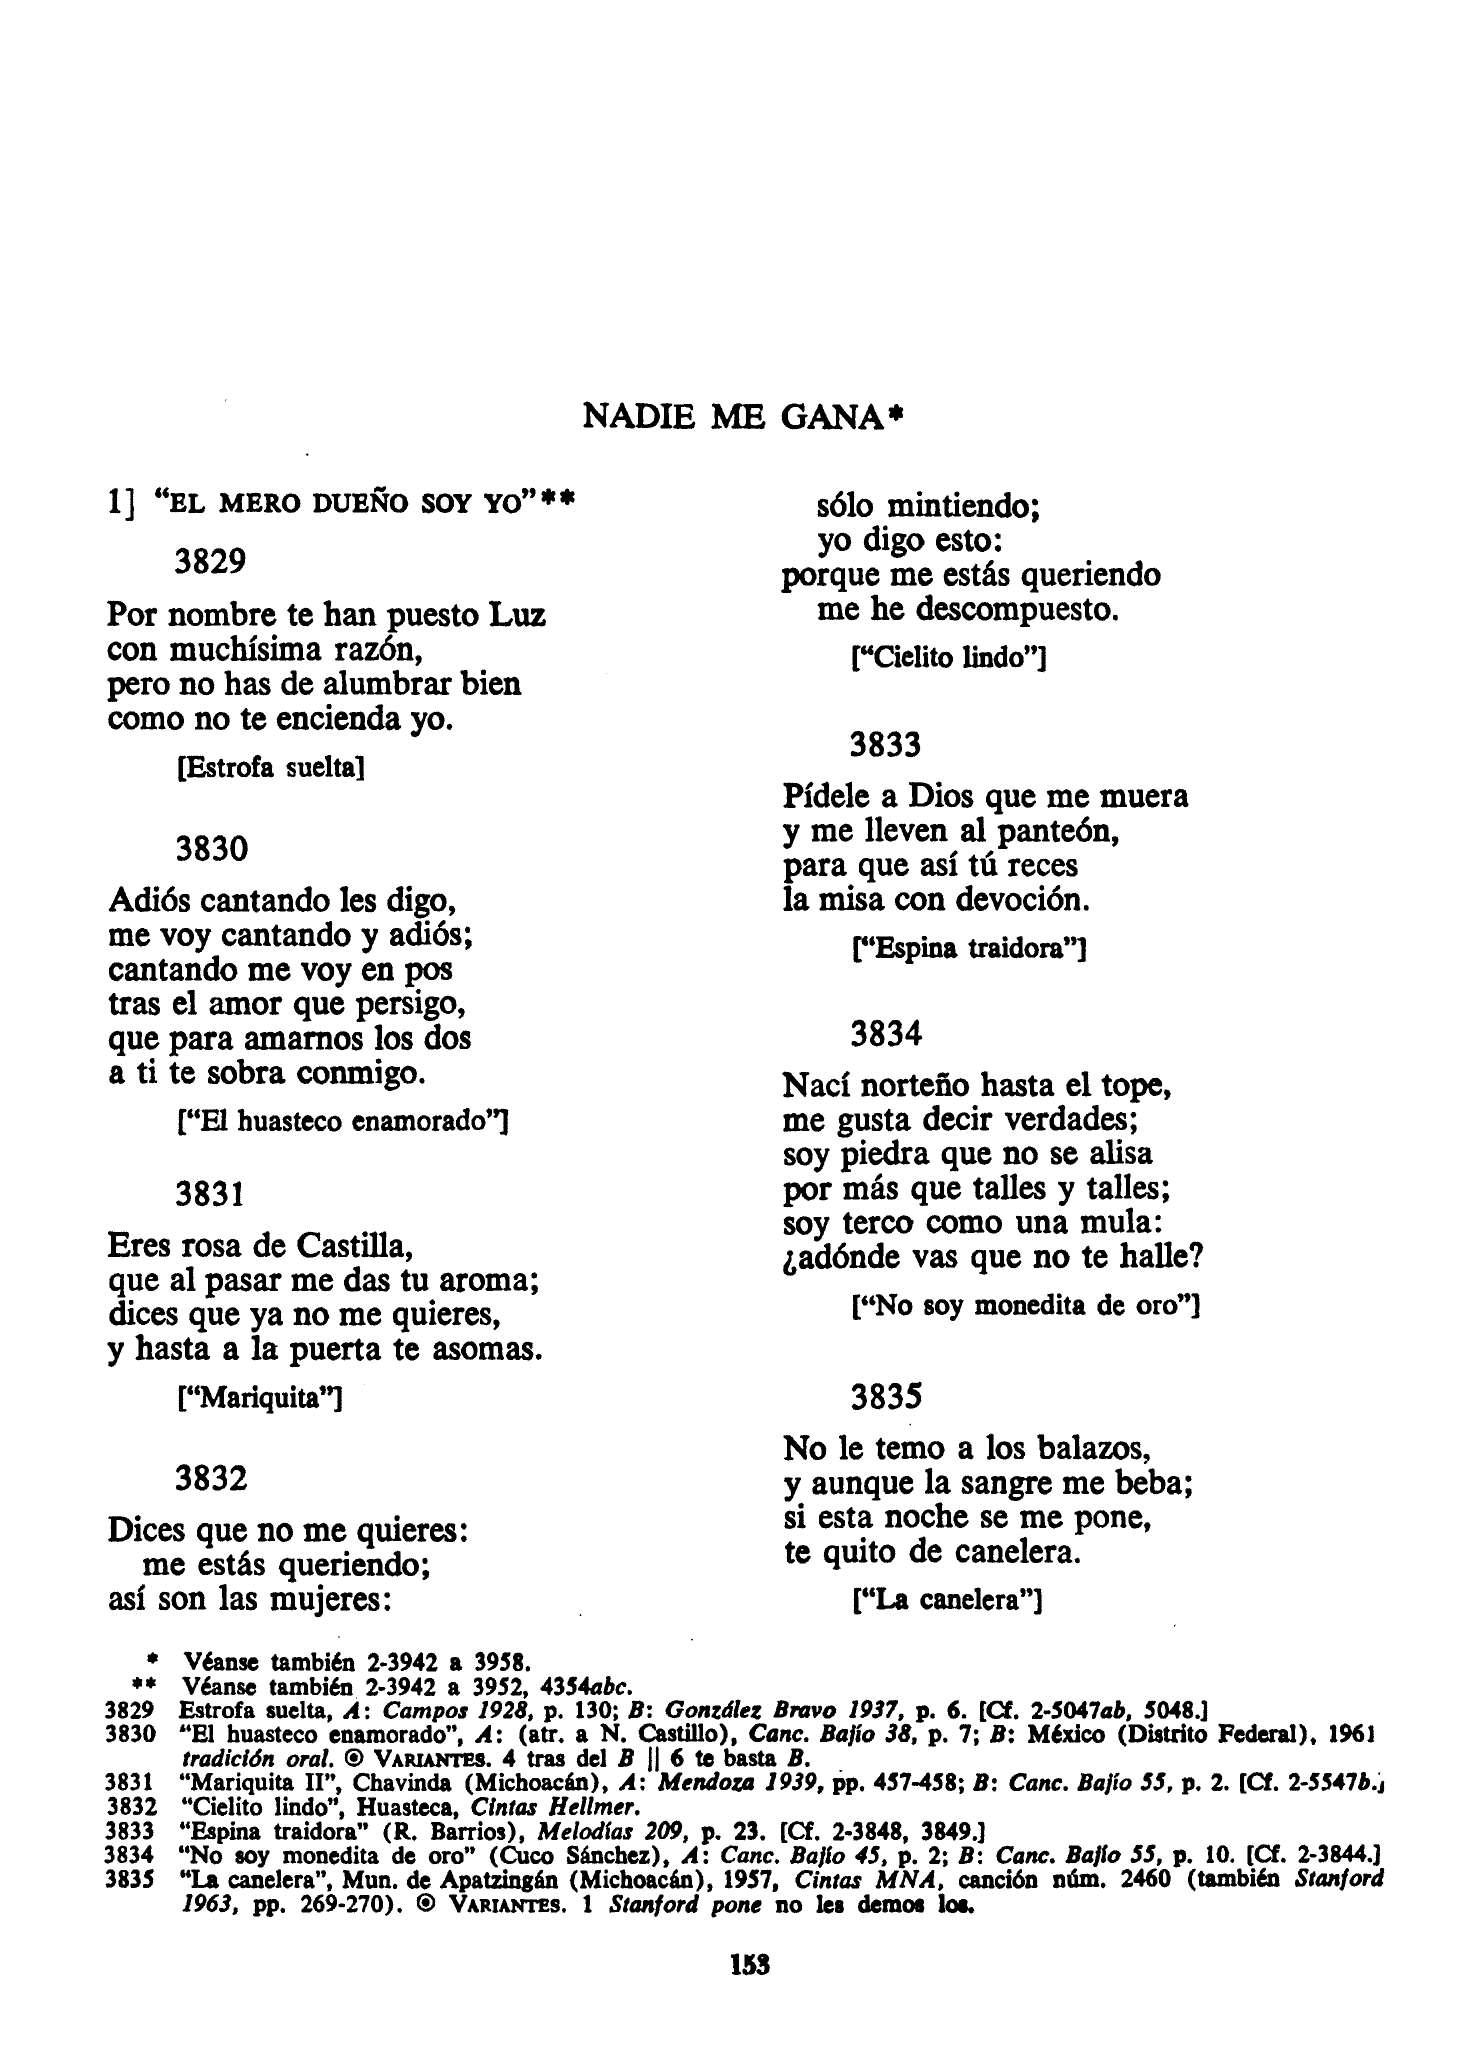 NADIE ME GANA*
1] “EL MERO DUEÑO SOY YO”**
3829
Por nombre te han puesto Luz
con muchísima razón,
pero no has de alumbrar bien
como no te encienda yo.
[Estrofa suelta]
3830
Adiós cantando les digo,
me voy cantando y adiós;
cantando me voy en pos
tras el amor que persigo,
que para amarnos los dos
a ti te sobra conmigo.
[“El huasteco enamorado”]
3831
Eres rosa de Castilla,
que al pasar me das tu aroma;
dices que ya no me quieres,
y hasta a la puerta te asomas.
[“Mariquita”]
3832
Dices que no me quieres:
me estás queriendo;
así son las mujeres:
sólo mintiendo;
yo digo esto:
porque me estás queriendo
me he descompuesto.
[“Cielito lindo”]
3833
Pídele a Dios que me muera
y me lleven al panteón,
para que así tú reces
la misa con devoción.
[“Espina traidora”]
3834
Nací norteño hasta el tope,
me gusta decir verdades;
soy piedra que no se alisa
por más que talles y talles;
soy terco como una mula:
¿adónde vas que no te halle?
[“No soy monedita de oro”]
3835
No le temo a los balazos,
y aunque la sangre me beba;
si esta noche se me pone,
te quito de canelera.
[“La canelera”]
* Véanse también 2-3942 a 3958.
** Véanse también 2-3942 a 3952, 4354abc.
3829 Estrofa suelta, A: Campos 1928, p. 130; B: González Bravo 1937, p. 6. [Cf. 2-5047ab, 5048.]
3830 “El huasteco enamorado”, A: (atr. a N. Castillo), Canc. Bajío 38, p. 7; B: México (Distrito Federal), 1961
tradición oral. ⊙ VARIANTES. 4 tras del B || 6 te basta B.
3831 “Mariquita II”, Chavinda (Michoacán), A: Mendoza 1939, pp. 457-458; B: Canc. Bajío 55, p. 2. [Cf. 2-5547b.]
3832 “Cielito lindo”, Huasteca, Cintas Hellmer.
3833 “Espina traidora” (R. Barrios), Melodías 209, p. 23. [Cf. 2-3848, 3849.]
3834 “No soy monedita de oro” (Cuco Sánchez), A: Canc. Bajío 45, p. 2; B: Canc. Bajío 55, p. 10. [Cf. 2-3844.]
3835 “La canelera”, Mun. de Apatzingán (Michoacán), 1957, Cintas MNA, canción núm. 2460 (también Stanford
1963, pp. 269-270). ⊙ VARIANTES. 1 Stanford pone no les demos los.
153